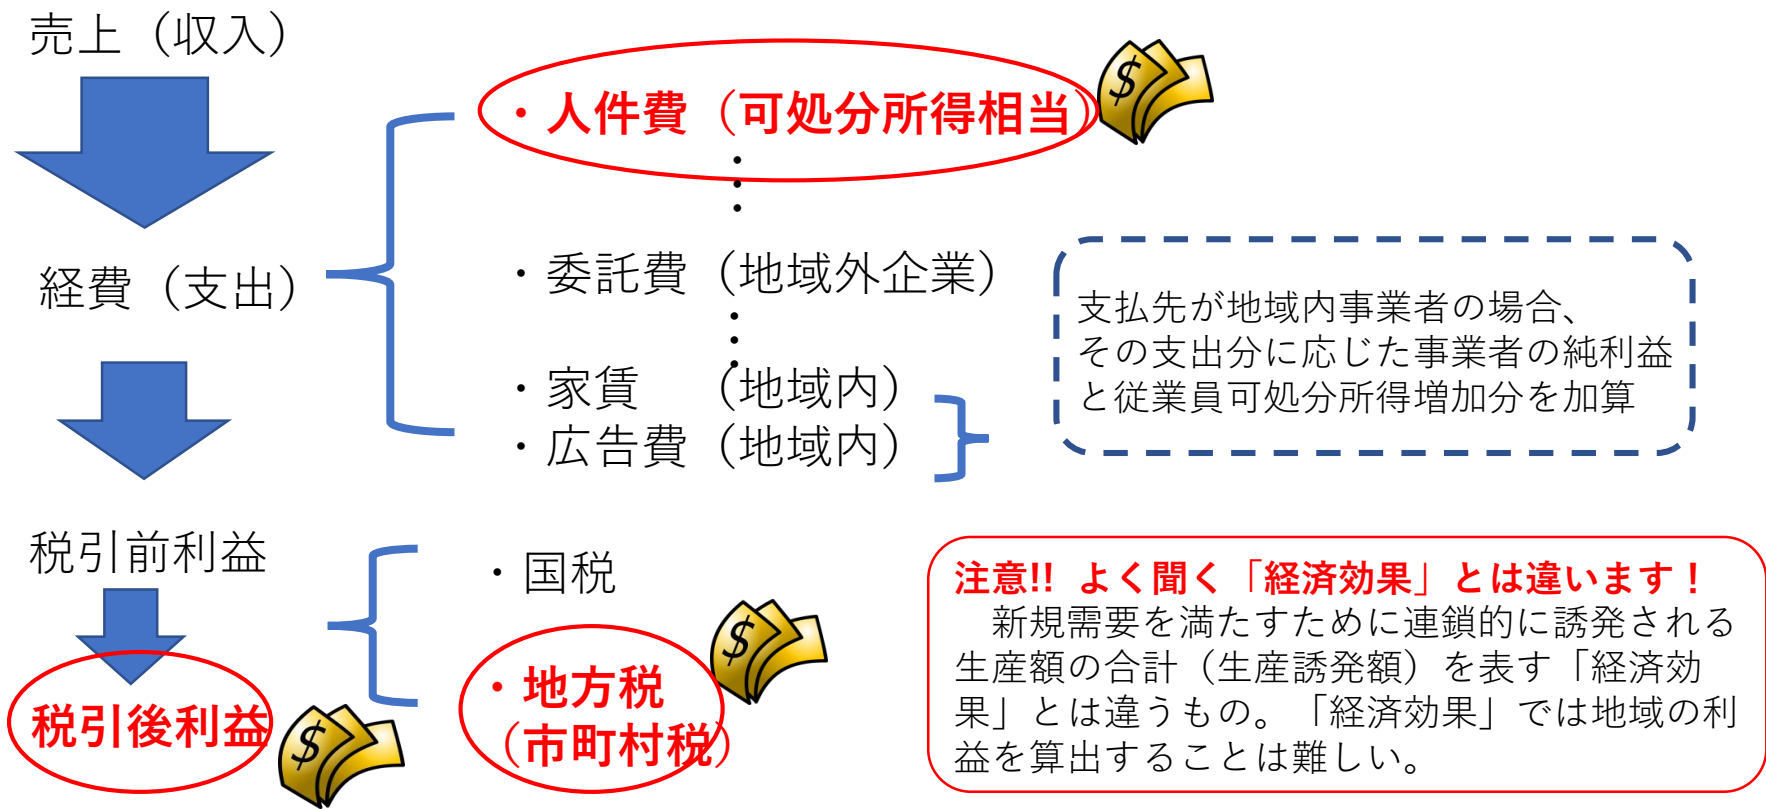 売上（収入）
・人件費（可処分所得相当）
経費（支出）
・委託費（地域外企業）
・家賃　　（地域内）
・広告費（地域内）
支払先が地域内事業者の場合、
その支出分に応じた事業者の純利益
と従業員可処分所得増加分を加算
税引前利益
・国税
・地方税
（市町村税）
税引後利益
注意!! よく聞く「経済効果」とは違います！
　新規需要を満たすために連鎖的に誘発される
生産額の合計（生産誘発額）を表す「経済効
果」とは違うもの。「経済効果」では地域の利
益を算出することは難しい。
$
$
$